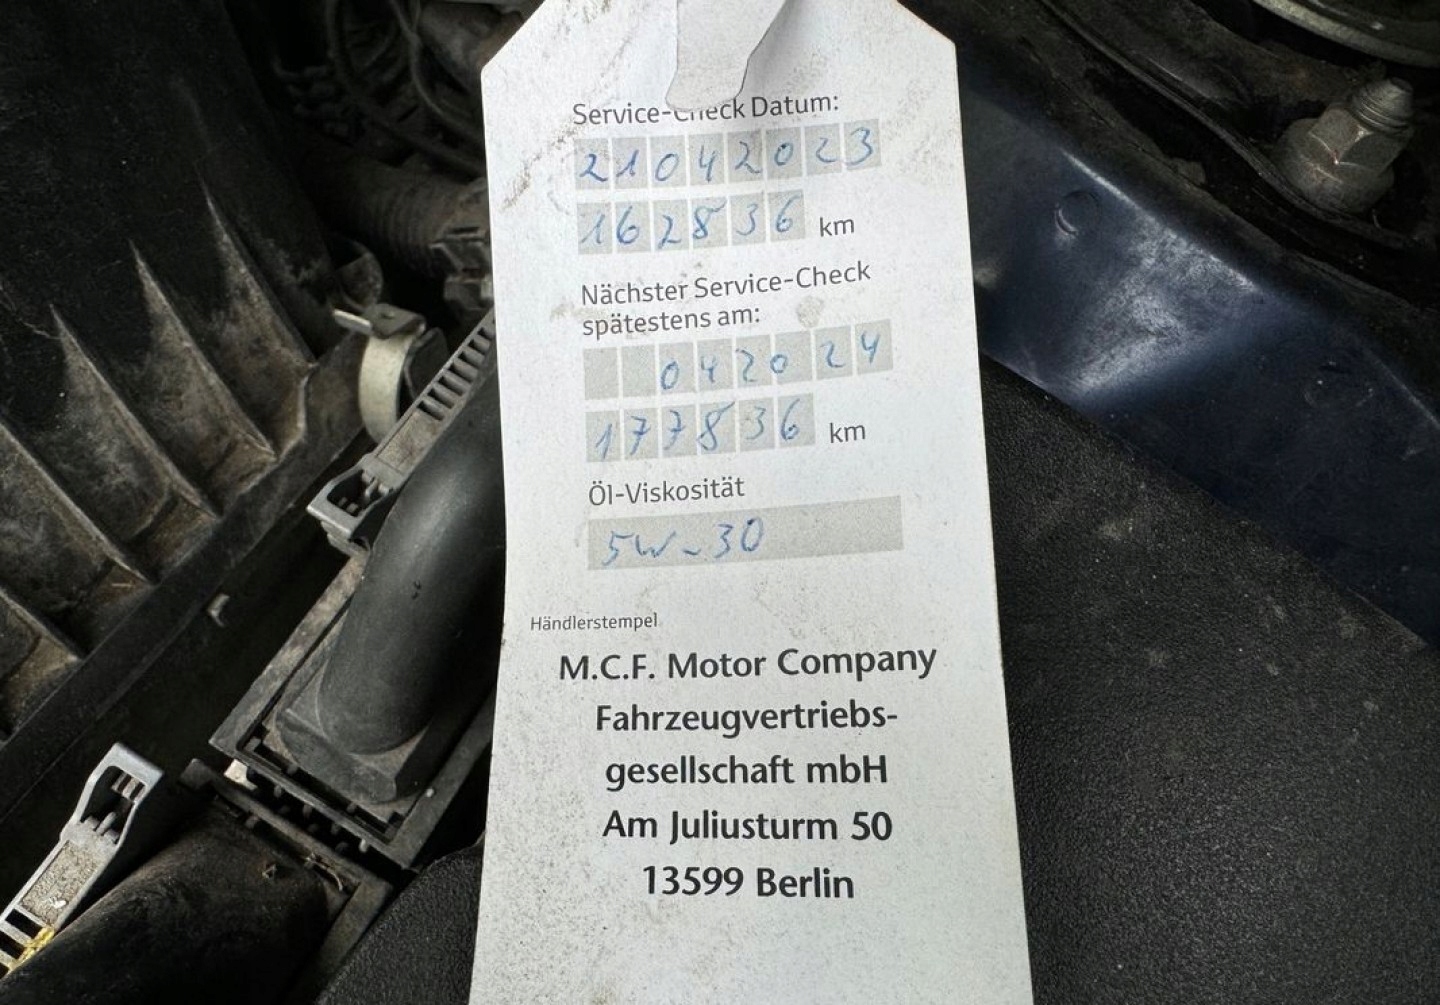 Service-Check Datum:
21042023
162836 km
Nächster Service-Check
spätestens am:
042024
177836 km
Öl-Viskosität
5W-30
Händlerstempel
M.C.F. Motor Company
Fahrzeugvertriebs-
gesellschaft mbH
Am Juliusturm 50
13599 Berlin